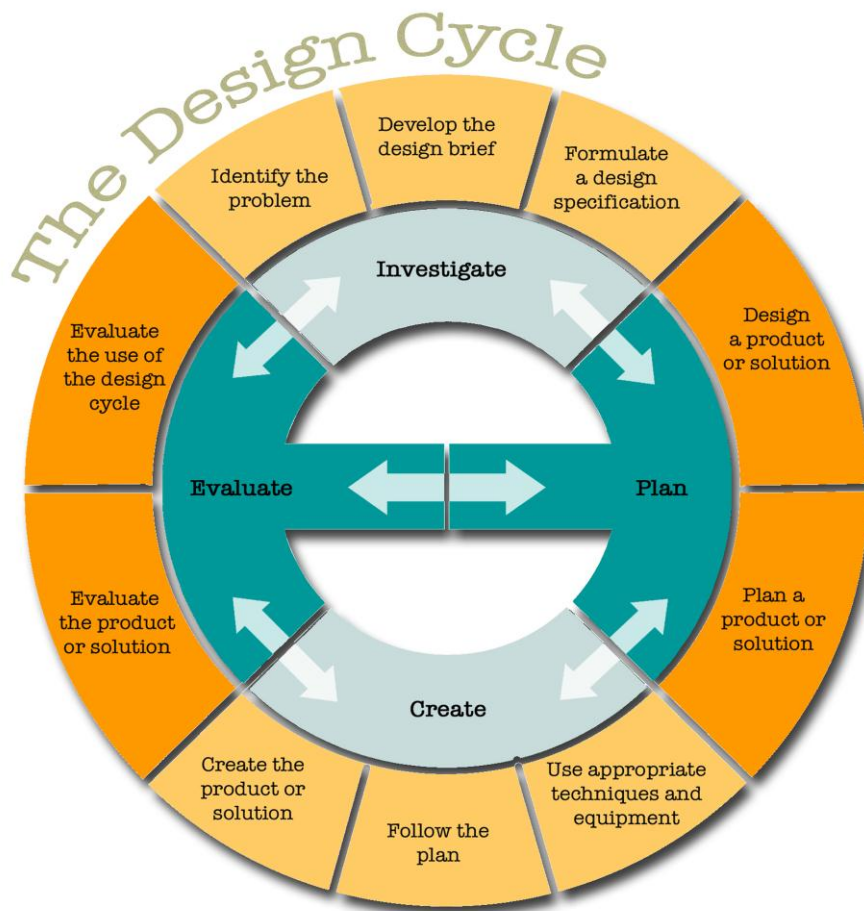 The Design Cycle
Identify the
problem
Develop the
design brief
Formulate
a design
specification
Investigate
Evaluate
the use of
the design
cycle
Design
a product
or solution
Evaluate
Plan
Evaluate
the product
or solution
Plan a
product or
solution
Create
Create the
product or
solution
Follow the
plan
Use appropriate
techniques and
equipment